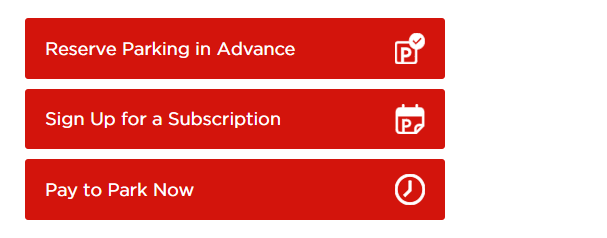 Reserve Parking in Advance
P
Sign Up for a Subscription
P
Pay to Park Now